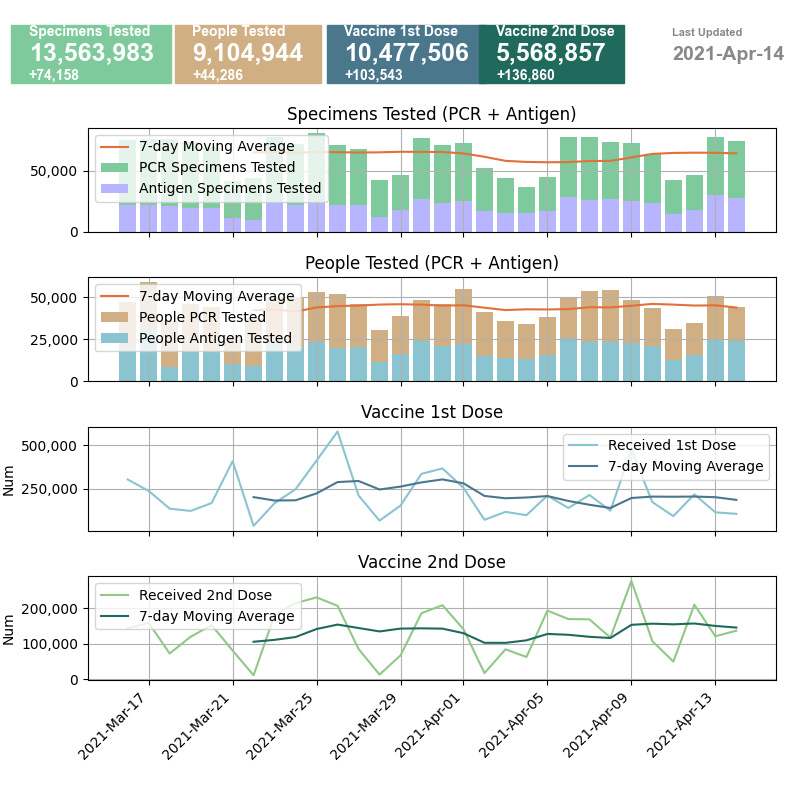 Specimens Tested
13,563,983
+74,158
People Tested
9,104,944
+44,286
Vaccine 1st Dose
10,477,506
+103,543
Vaccine 2nd Dose
5,568,857
+136,860
Last Updated
2021-Apr-14
Specimens Tested (PCR + Antigen)
7-day Moving Average
PCR Specimens Tested
Antigen Specimens Tested
50,000
0
People Tested (PCR + Antigen)
7-day Moving Average
People PCR Tested
People Antigen Tested
50,000
25,000
0
Vaccine 1st Dose
Received 1st Dose
7-day Moving Average
500,000
250,000
Num
Vaccine 2nd Dose
Received 2nd Dose
7-day Moving Average
200,000
100,000
0
Num
2021-Mar-17
2021-Mar-21
2021-Mar-25
2021-Mar-29
2021-Apr-01
2021-Apr-05
2021-Apr-09
2021-Apr-13